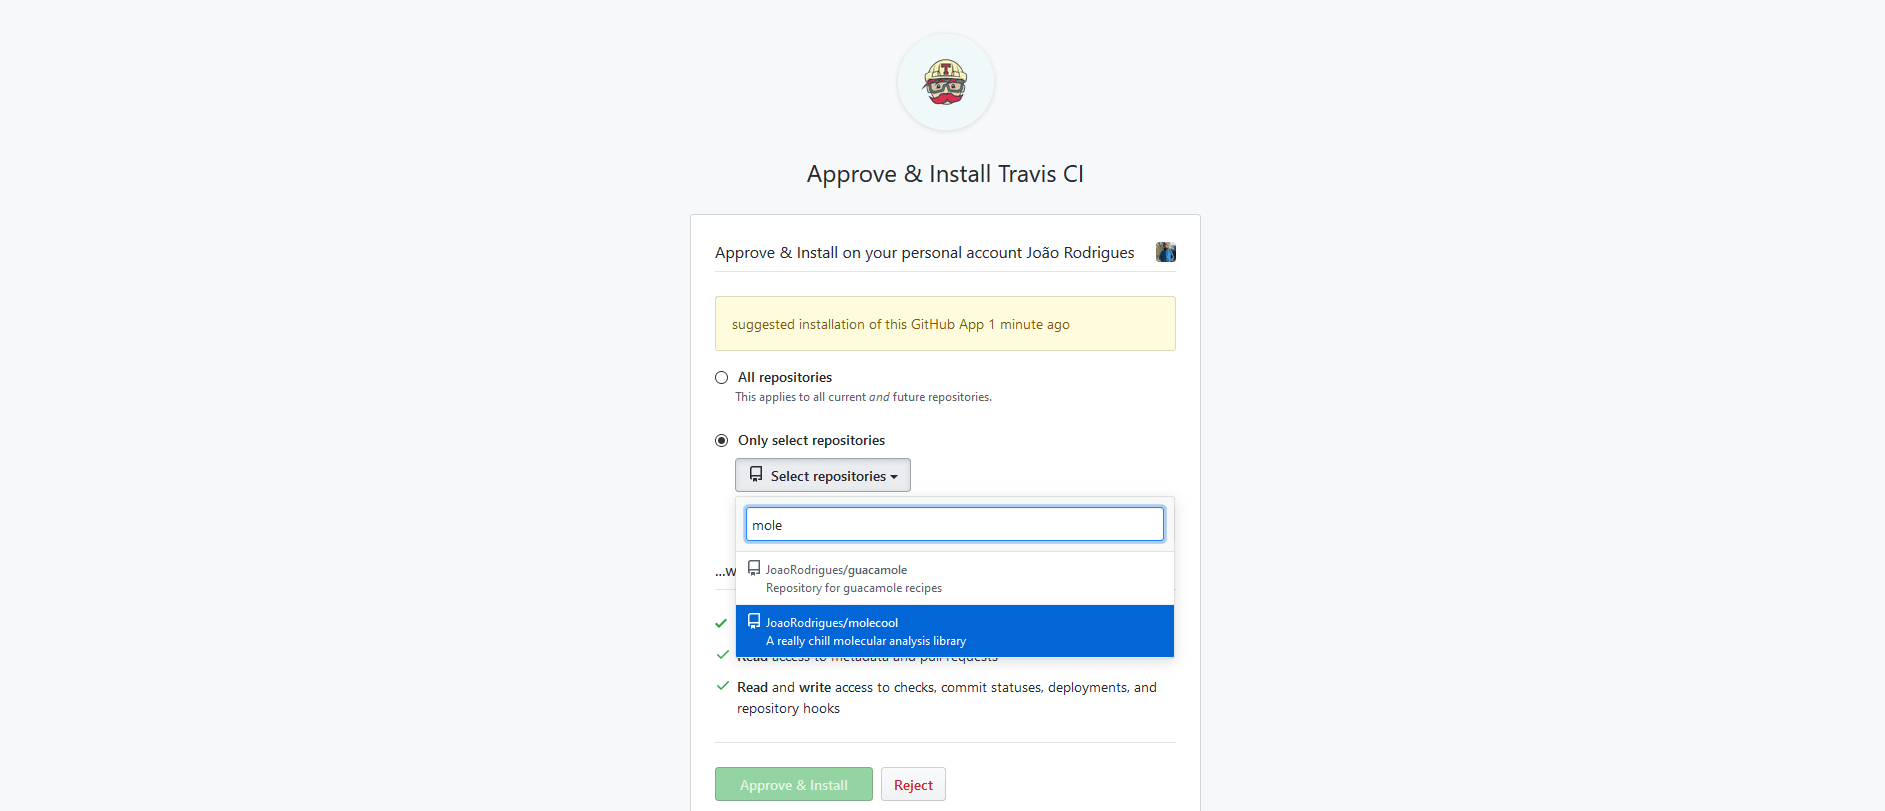 T
Approve & Install Travis CI
Approve & Install on your personal account João Rodrigues
suggested installation of this GitHub App 1 minute ago
All repositories
This applies to all current and future repositories.
Only select repositories
Select repositories
mole
...w
JoaoRodrigues/guacamole
Repository for guacamole recipes
JoaoRodrigues/molecool
A really chill molecular analysis library
Read access to metadata and pull requests
Read and write access to checks, commit statuses, deployments, and
repository hooks
Approve & Install
Reject